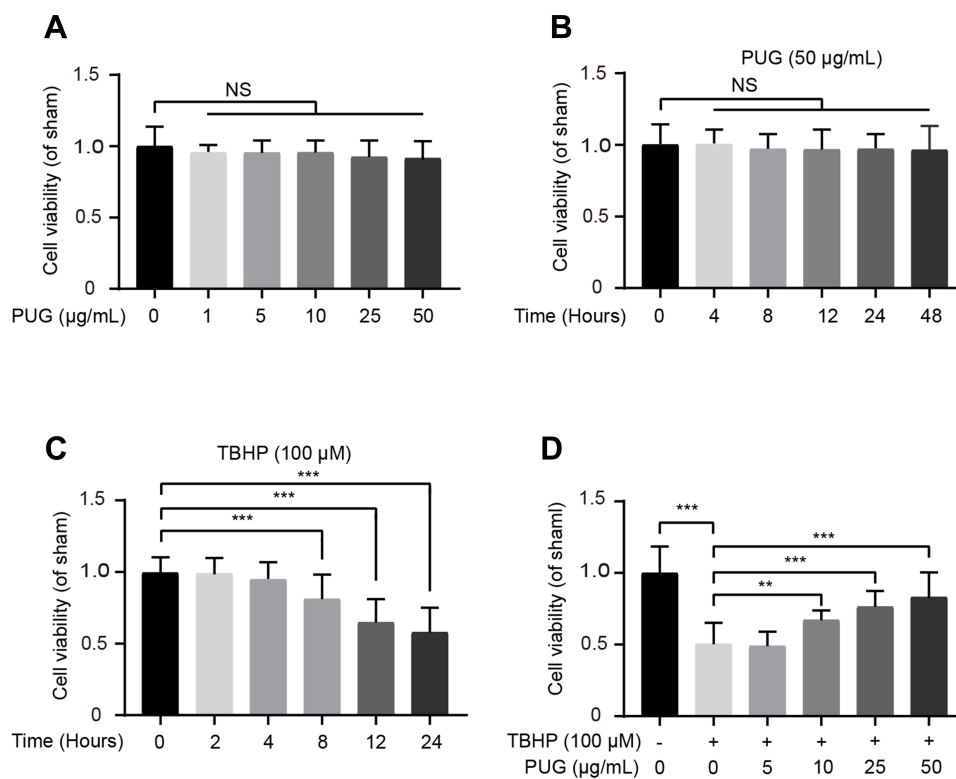 A
Cell viability (of sham)
1.5
1.0
0.5
0
NS
PUG (µg/mL) 0 1 5 10 25 50
B
PUG (50 µg/mL)
Cell viability (of sham)
1.5
1.0
0.5
0
NS
Time (Hours) 0 4 8 12 24 48
C
TBHP (100 µM)
Cell viability (of sham)
1.5
1.0
0.5
0
***
***
***
Time (Hours) 0 2 4 8 12 24
D
Cell viability (of shaml)
1.5
1.0
0.5
0
***
***
***
**
TBHP (100 µM) - + + + + +
PUG (µg/mL) 0 0 5 10 25 50